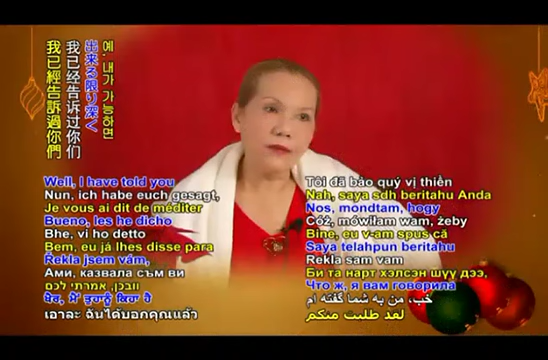 예, 내가 가능하면
出来る限り深く
我已经告诉过你们
我已經告訴過你們
Well, I have told you
Nun, ich habe euch gesagt,
Je vous ai dit de méditer
Bueno, les he dicho
Bhe, vi ho detto
Bem, eu já lhes disse para
Řekla jsem vám,
Ами, казвала съм ви
ובכן, אמרתי לכם
ਖੈਰ, ਮੈਂ ਤੁਹਾਨੂੰ ਕਿਹਾ ਹੈ
เอาละ ฉันได้บอกคุณแล้ว
Tôi đã bảo quý vị thiền
Nah, saya sdh beritahu Anda
Nos, mondtam, hogy
Cóż, mówiłam wam, żeby
Bine, eu v-am spus că
Saya telahpun beritahu
Rekla sam vam
Би та нарт хэлсэн шүү дээ,
Что ж, я вам говорила
خب، من به شما گفته ام
لقد طلبت منكم